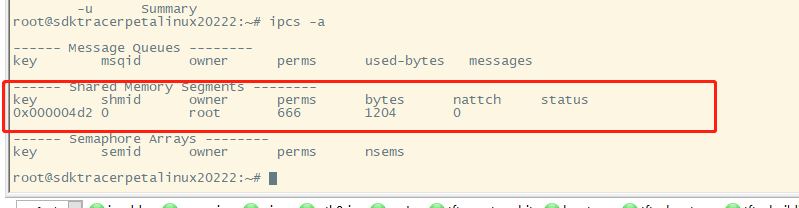 -u Summary
root@sdktracerpetalinux20222:~# ipcs -a
------ Message Queues --------
key msqid owner perms used-bytes messages
------ Shared Memory Segments --------
key shmid owner perms bytes nattch status
0x000004d2 0 root 666 1204 0
------ Semaphore Arrays --------
key semid owner perms nsems
root@sdktracerpetalinux20222:~#